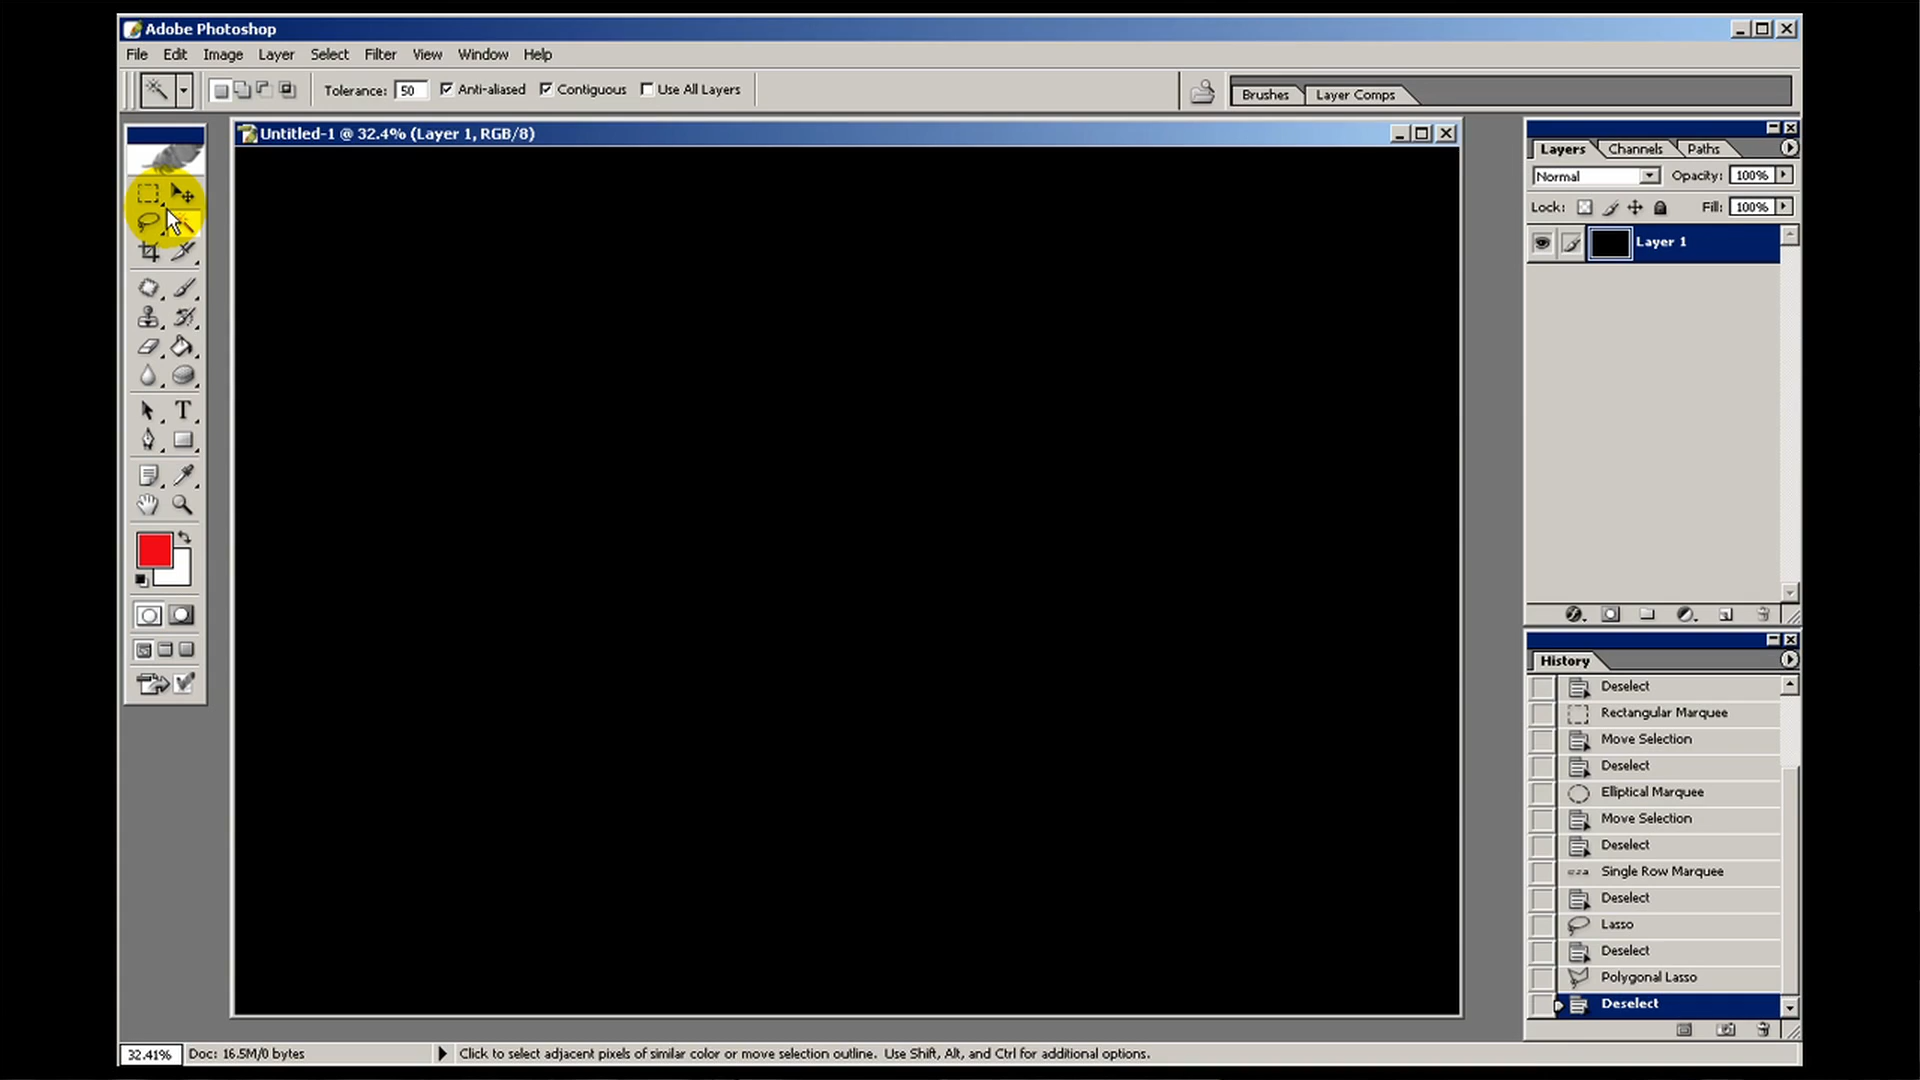 Adobe Photoshop
File Edit Image Layer Select Filter View Window Help
Tolerance: 50 Anti-aliased Contiguous Use All Layers
Brushes Layer Comps
Untitled-1 @ 32.4% (Layer 1, RGB/8)
Layers Channels Paths
Normal Opacity: 100%
Lock: Fill: 100%
Layer 1
T
History
Deselect
Rectangular Marquee
Move Selection
Deselect
Elliptical Marquee
Move Selection
Deselect
Single Row Marquee
Deselect
Lasso
Deselect
Polygonal Lasso
Deselect
32.41% Doc: 16.5M/0 bytes Click to select adjacent pixels of similar color or move selection outline. Use Shift, Alt, and Ctrl for additional options.